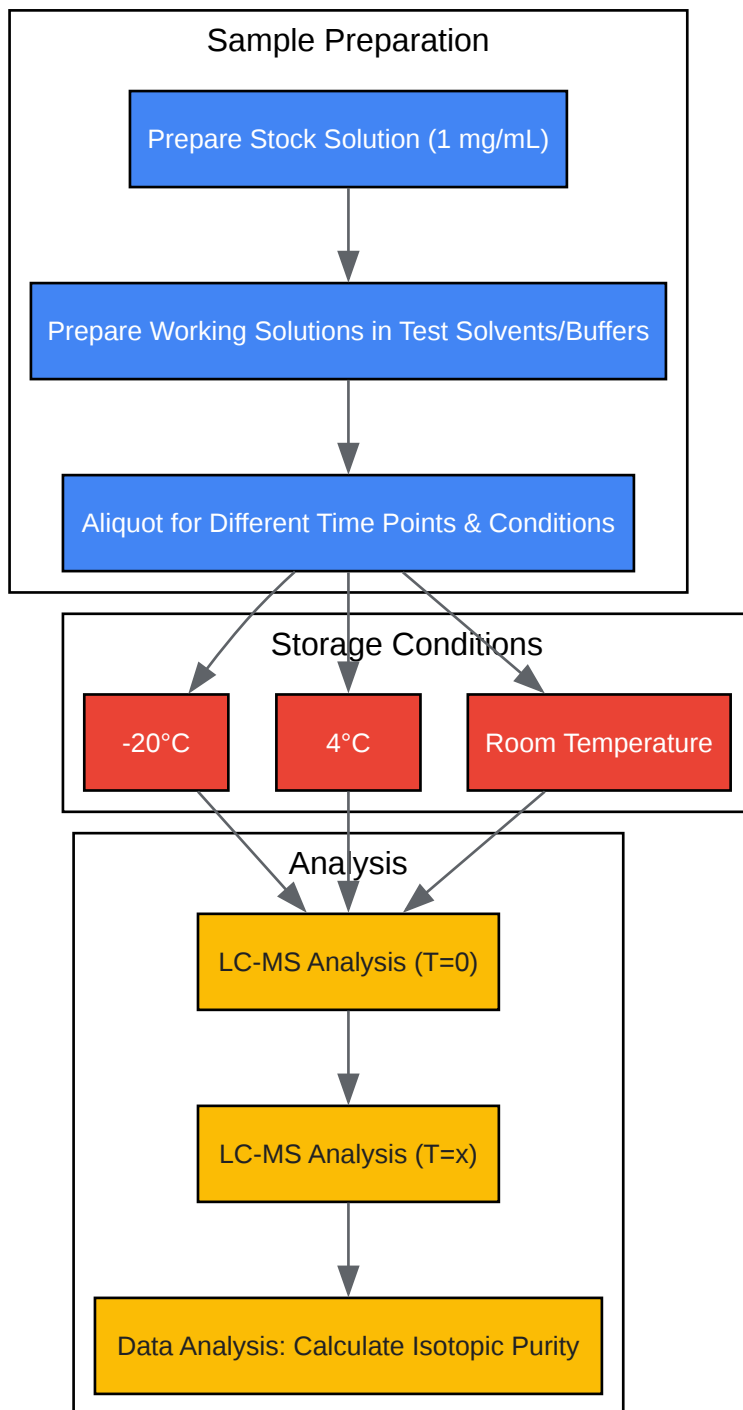 Sample Preparation
Prepare Stock Solution (1 mg/mL)
Prepare Working Solutions in Test Solvents/Buffers
Aliquot for Different Time Points & Conditions
Storage Conditions
-20°C
4°C
Room Temperature
Analysis
LC-MS Analysis (T=0)
LC-MS Analysis (T=x)
Data Analysis: Calculate Isotopic Purity